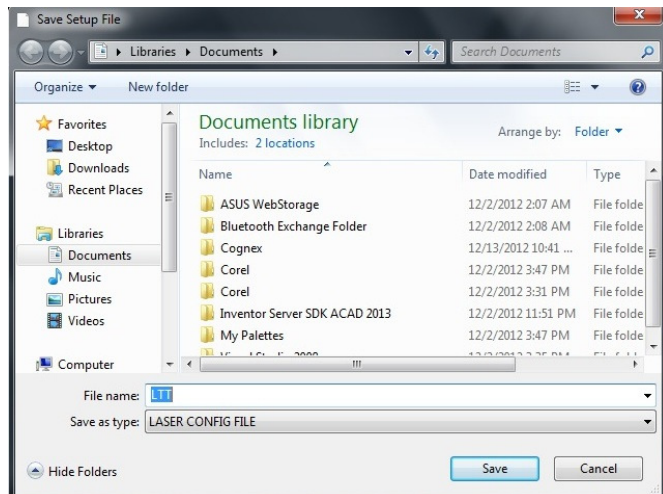 Save Setup File
Libraries Documents Search Documents
Organize New folder
Favorites
Desktop
Downloads
Recent Places
Libraries
Documents
Music
Pictures
Videos
Computer
Documents library
Includes: 2 locations
Arrange by: Folder
Name Date modified Type
ASUS WebStorage 12/2/2012 2:07 AM File folde
Bluetooth Exchange Folder 12/2/2012 2:08 AM File folde
Cognex 12/13/2012 10:41 ... File folde
Corel 12/2/2012 3:47 PM File folde
Corel 12/2/2012 3:31 PM File folde
Inventor Server SDK ACAD 2013 12/2/2012 11:51 PM File folde
My Palettes 12/2/2012 3:47 PM File folde
File name: LTT
Save as type: LASER CONFIG FILE
Hide Folders Save Cancel